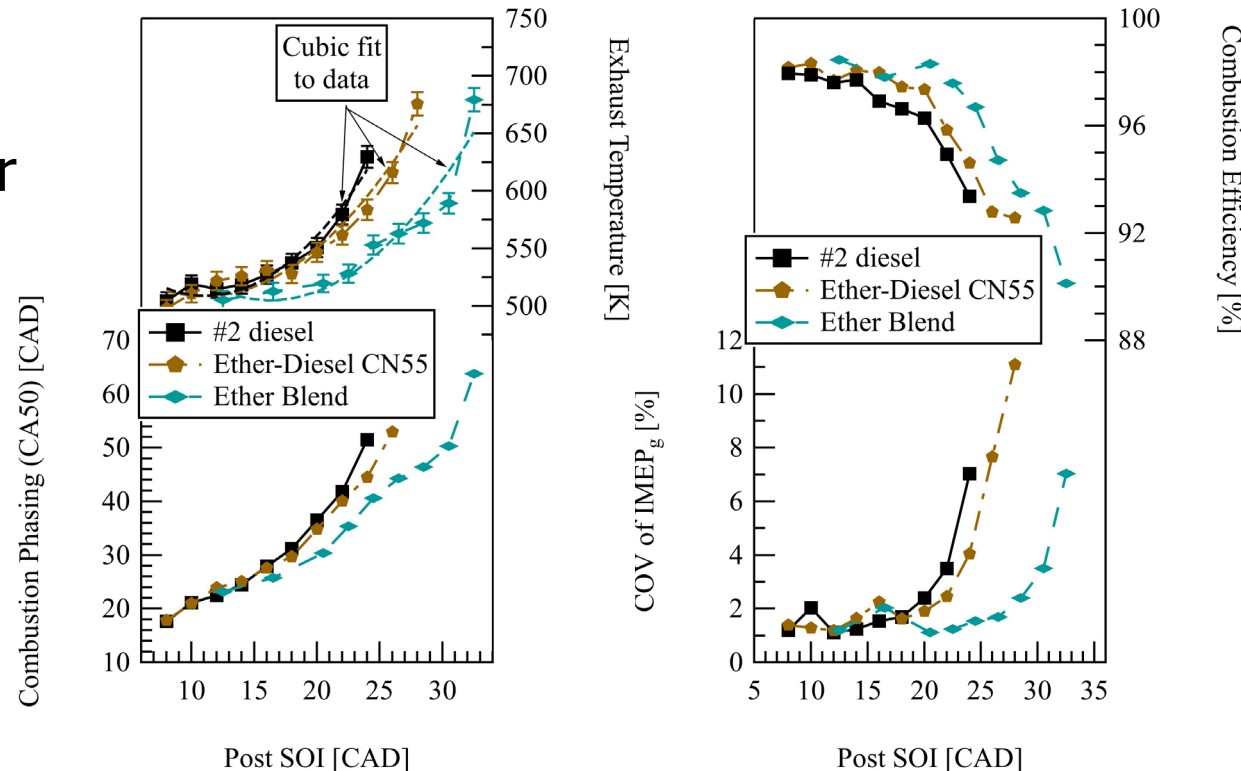 r
Cubic fit
to data
750
700
650
600
550
500
Exhaust Temperature [K]
#2 diesel
Ether-Diesel CN55
Ether Blend
70
60
50
40
30
20
10
Combustion Phasing (CA50) [CAD]
10 15 20 25 30
Post SOI [CAD]
100
96
92
88
Combustion Efficiency [%]
#2 diesel
Ether-Diesel CN55
Ether Blend
12
10
8
6
4
2
0
COV of IMEPg [%]
5 10 15 20 25 30 35
Post SOI [CAD]